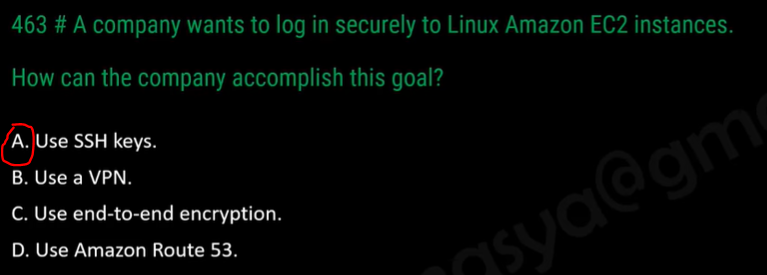 463 # A company wants to log in securely to Linux Amazon EC2 instances.
How can the company accomplish this goal?
A. Use SSH keys.
B. Use a VPN.
C. Use end-to-end encryption.
D. Use Amazon Route 53.